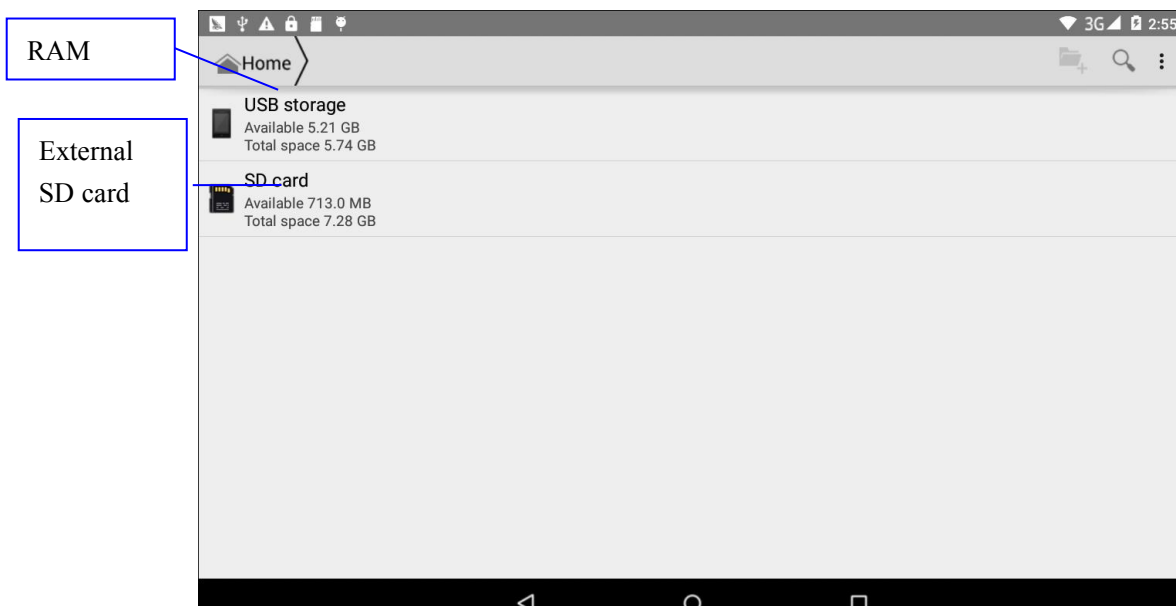 3G 2:55
RAM
Home
USB storage
Available 5.21 GB
Total space 5.74 GB
External
SD card
SD card
Available 713.0 MB
Total space 7.28 GB